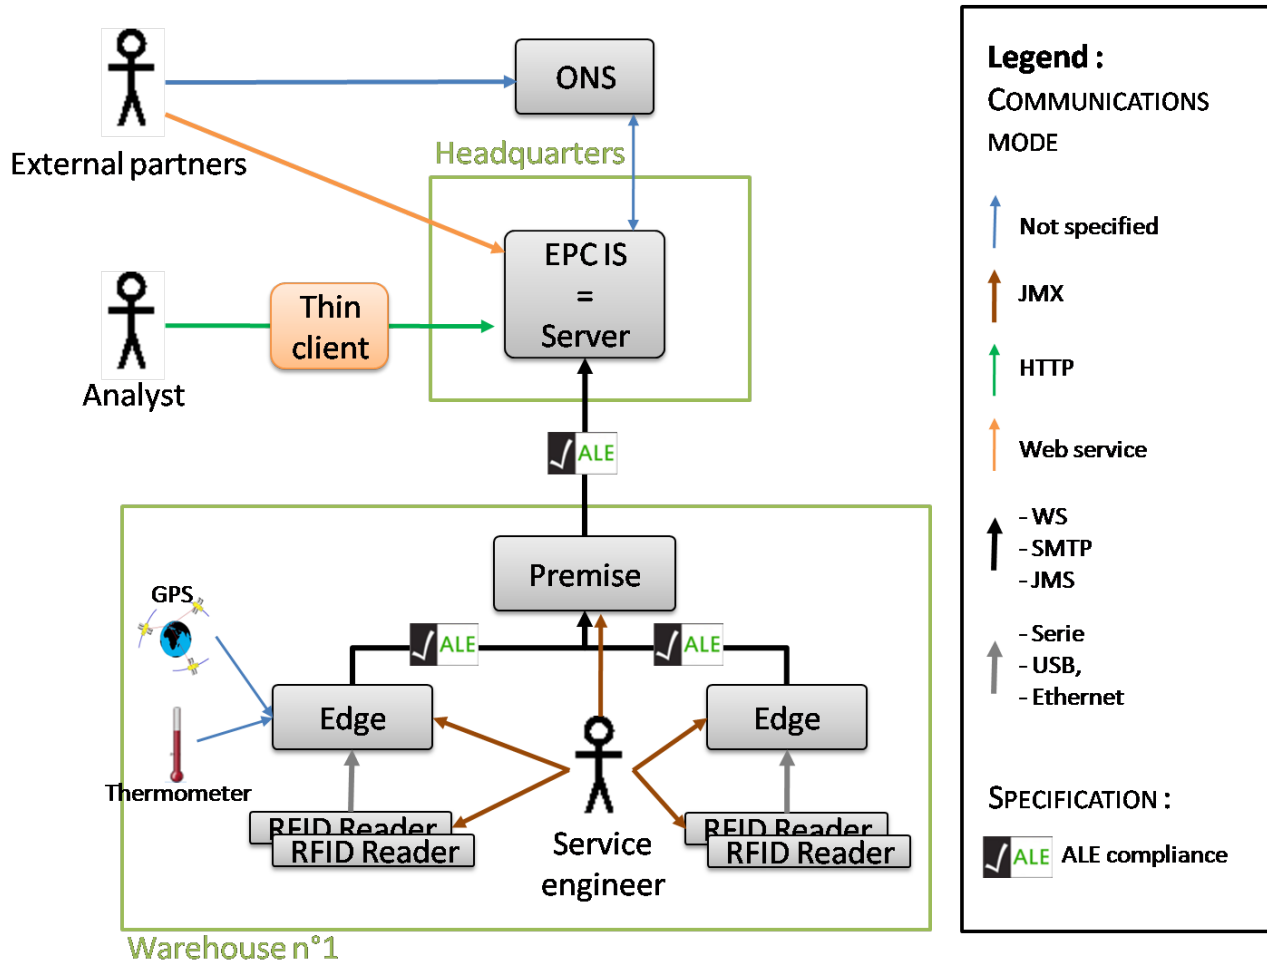 ONS
External partners
Headquarters
EPC IS
=
Server
Thin
client
Analyst
ALE
Premise
GPS
ALE
ALE
Edge
Edge
Thermometer
RFID Reader
RFID Reader
RFID Reader
RFID Reader
Service
engineer
Warehouse n°1
Legend :
COMMUNICATIONS
MODE
Not specified
JMX
HTTP
Web service
- WS
- SMTP
- JMS
- Serie
- USB,
- Ethernet
SPECIFICATION :
ALE ALE compliance